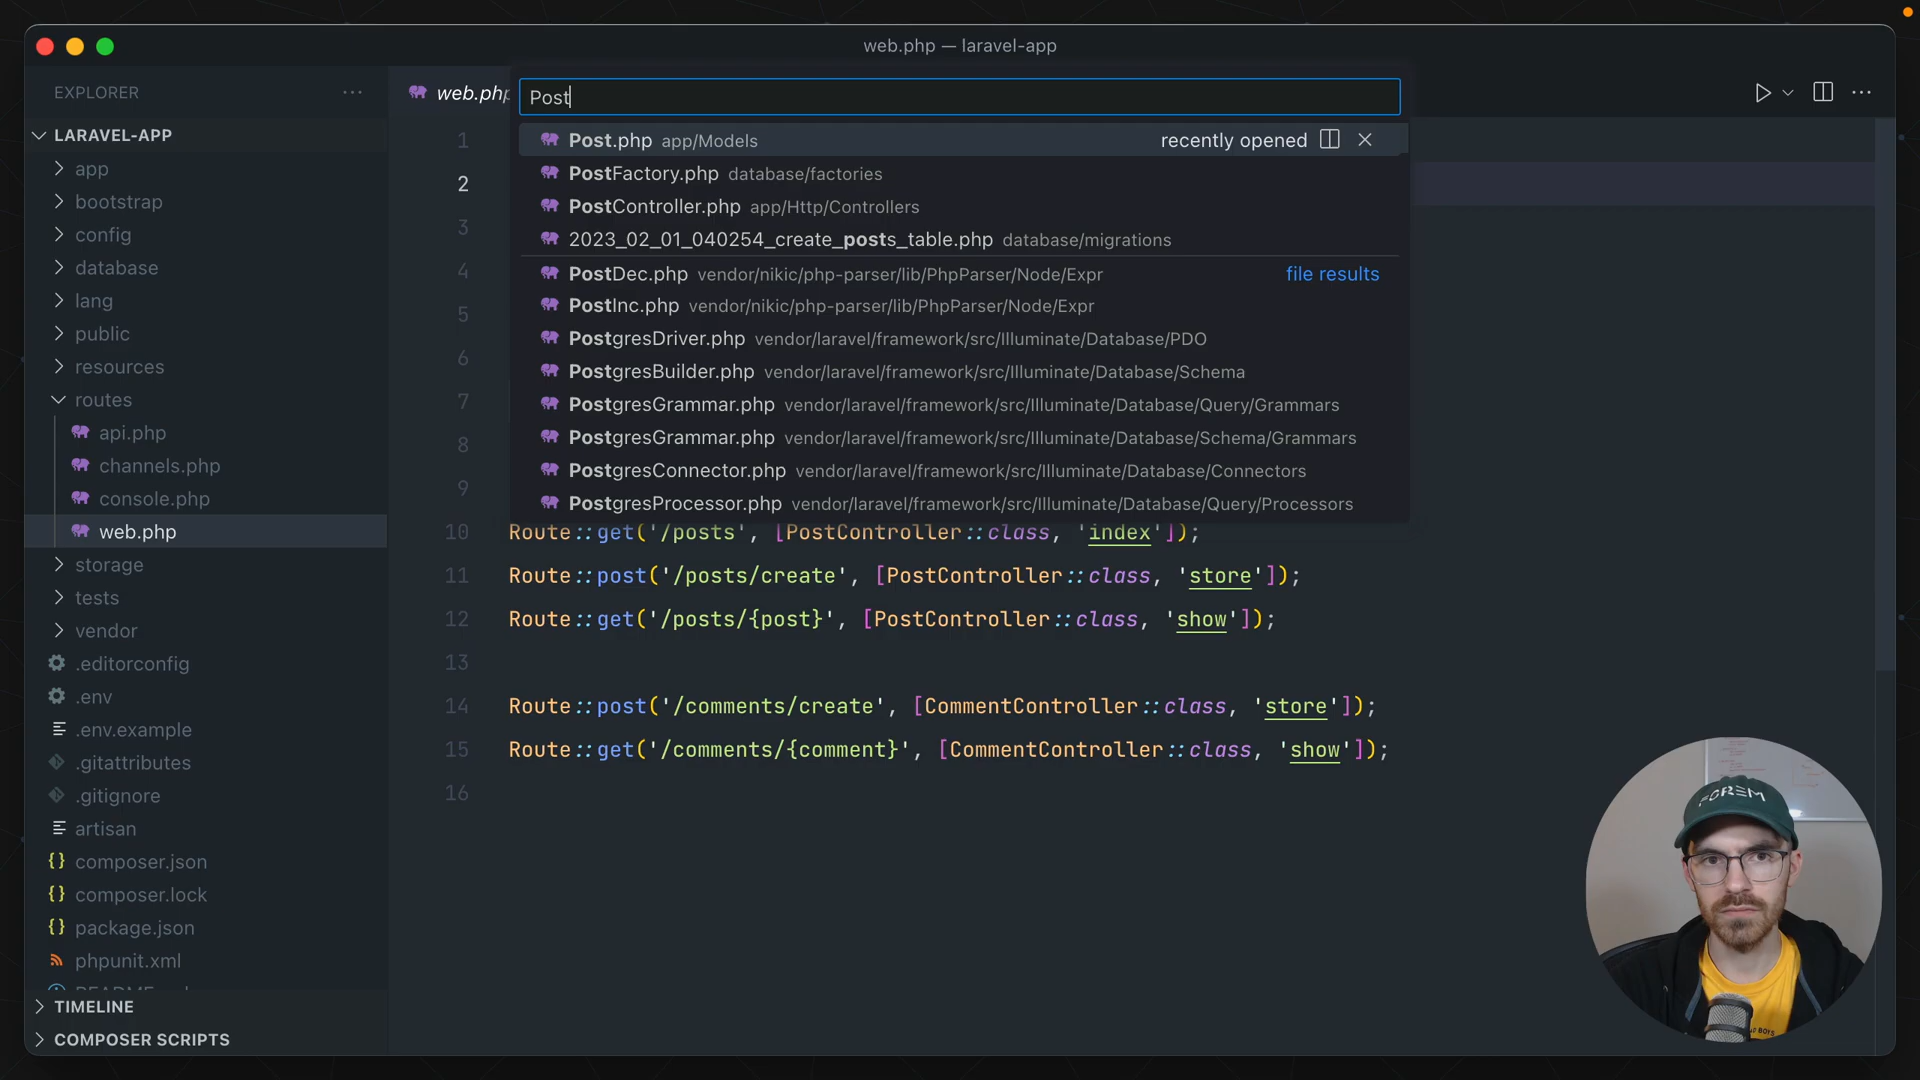 web.php — laravel-app
EXPLORER
web.php
Post
LARAVEL-APP
app
bootstrap
config
database
lang
public
resources
routes
api.php
channels.php
console.php
web.php
storage
tests
vendor
.editorconfig
.env
.env.example
.gitattributes
.gitignore
artisan
composer.json
composer.lock
package.json
phpunit.xml
TIMELINE
COMPOSER SCRIPTS
Post.php app/Models recently opened
PostFactory.php database/factories
PostController.php app/Http/Controllers
2023_02_01_040254_create_posts_table.php database/migrations
PostDec.php vendor/nikic/php-parser/lib/PhpParser/Node/Expr file results
PostInc.php vendor/nikic/php-parser/lib/PhpParser/Node/Expr
PostgresDriver.php vendor/laravel/framework/src/Illuminate/Database/PDO
PostgresBuilder.php vendor/laravel/framework/src/Illuminate/Database/Schema
PostgresGrammar.php vendor/laravel/framework/src/Illuminate/Database/Query/Grammars
PostgresGrammar.php vendor/laravel/framework/src/Illuminate/Database/Schema/Grammars
PostgresConnector.php vendor/laravel/framework/src/Illuminate/Database/Connectors
PostgresProcessor.php vendor/laravel/framework/src/Illuminate/Database/Query/Processors
1
2
3
4
5
6
7
8
9
10 Route::get('/posts', [PostController::class, 'index']);
11 Route::post('/posts/create', [PostController::class, 'store']);
12 Route::get('/posts/{post}', [PostController::class, 'show']);
13
14 Route::post('/comments/create', [CommentController::class, 'store']);
15 Route::get('/comments/{comment}', [CommentController::class, 'show']);
16
FOREM